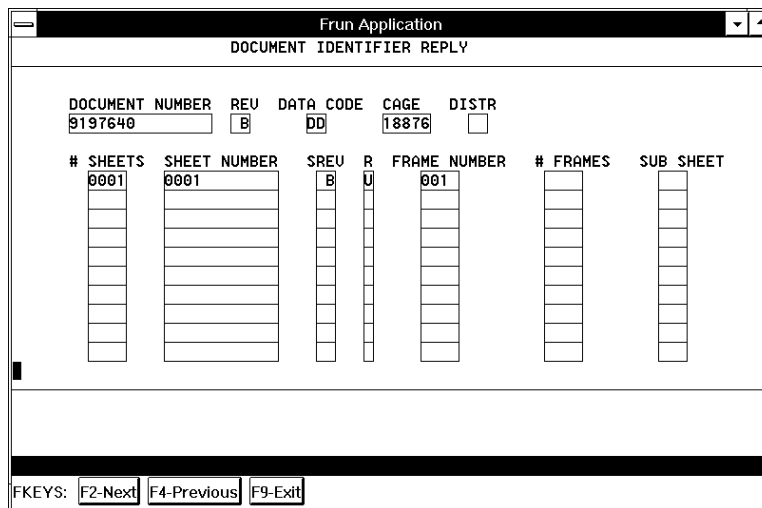 Frun Application
DOCUMENT IDENTIFIER REPLY
DOCUMENT NUMBER REV DATA CODE CAGE DISTR
9197640 B DD 18876
# SHEETS SHEET NUMBER SREV R FRAME NUMBER # FRAMES SUB SHEET
0001 0001 B U 001
FKEYS: F2-Next F4-Previous F9-Exit